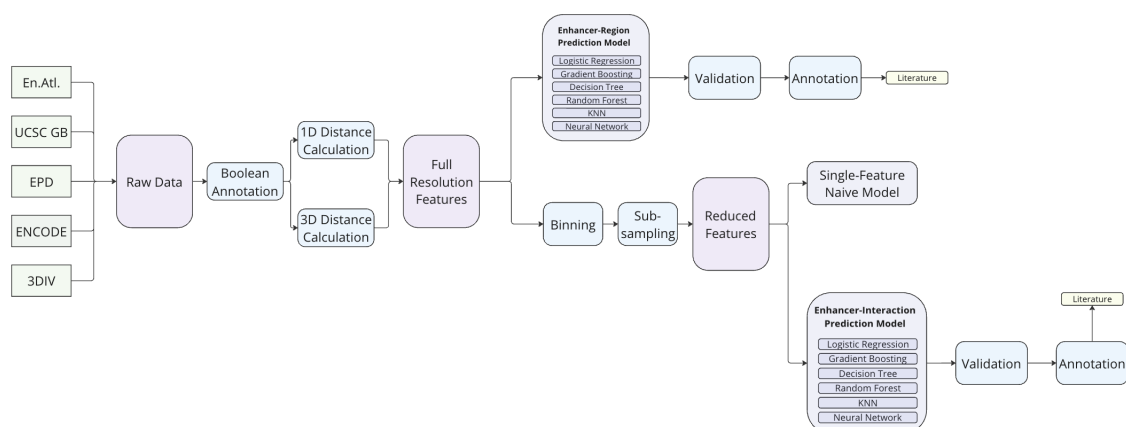 En.Atl.
UCSC GB
EPD
ENCODE
3DIV
Raw Data
Boolean
Annotation
1D Distance
Calculation
3D Distance
Calculation
Full
Resolution
Features
Enhancer-Region
Prediction Model
Logistic Regression
Gradient Boosting
Decision Tree
Random Forest
KNN
Neural Network
Validation
Annotation
Literature
Binning
Sub-
sampling
Reduced
Features
Single-Feature
Naive Model
Enhancer-Interaction
Prediction Model
Logistic Regression
Gradient Boosting
Decision Tree
Random Forest
KNN
Neural Network
Validation
Annotation
Literature